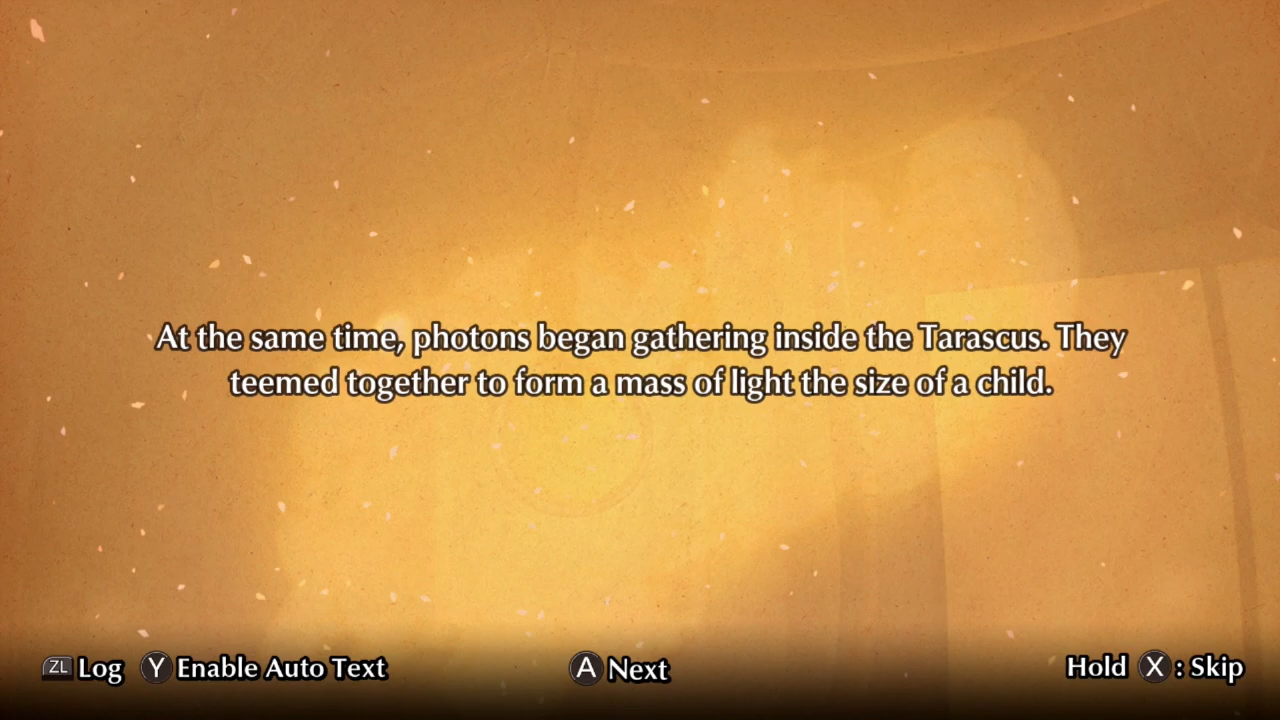 At the same time, photons began gathering inside the Tarascus. They
teemed together to form a mass of light the size of a child.
ZL Log Y Enable Auto Text A Next Hold X : Skip